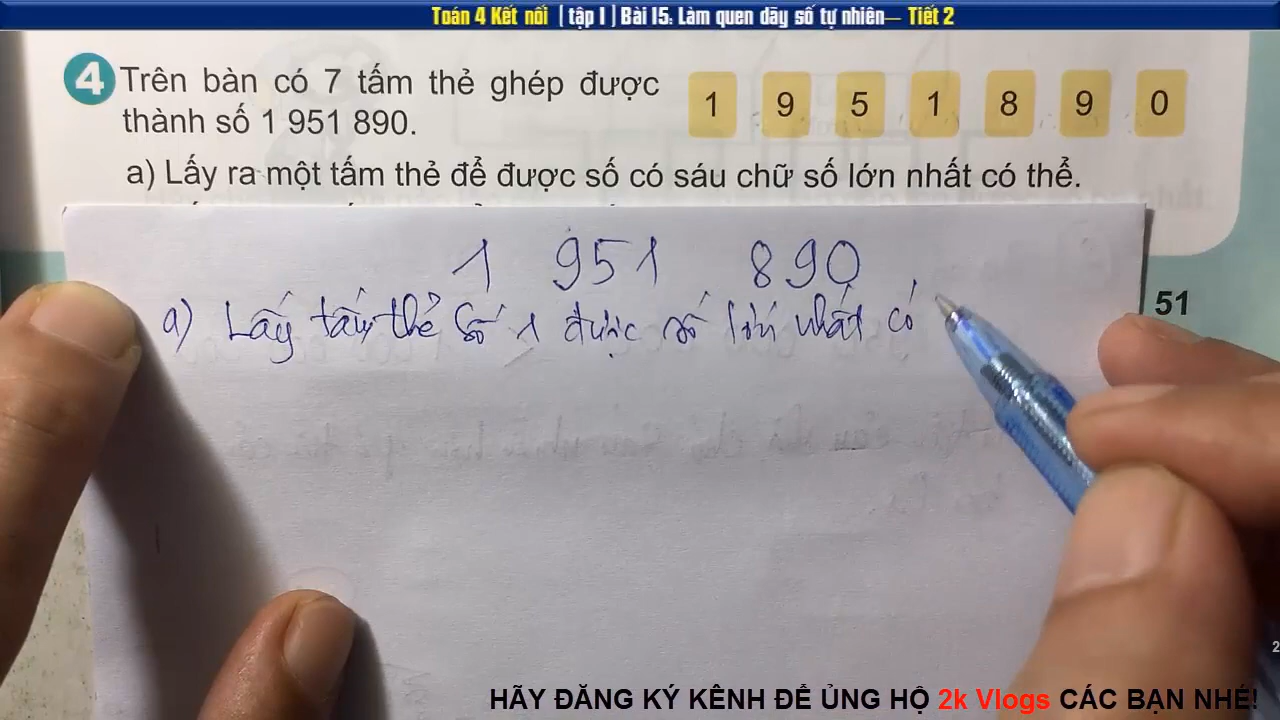 Toán 4 Kết nối ( tập 1 ) Bài 15: Làm quen dãy số tự nhiên– Tiết 2
4 Trên bàn có 7 tấm thẻ ghép được
thành số 1 951 890.
1 9 5 1 8 9 0
a) Lấy ra một tấm thẻ để được số có sáu chữ số lớn nhất có thể.
1 951 890
a) Lấy tấm thẻ số 1 được số lớn nhất có
51
2
HÃY ĐĂNG KÝ KÊNH ĐỂ ỦNG HỘ 2k Vlogs CÁC BẠN NHÉ!